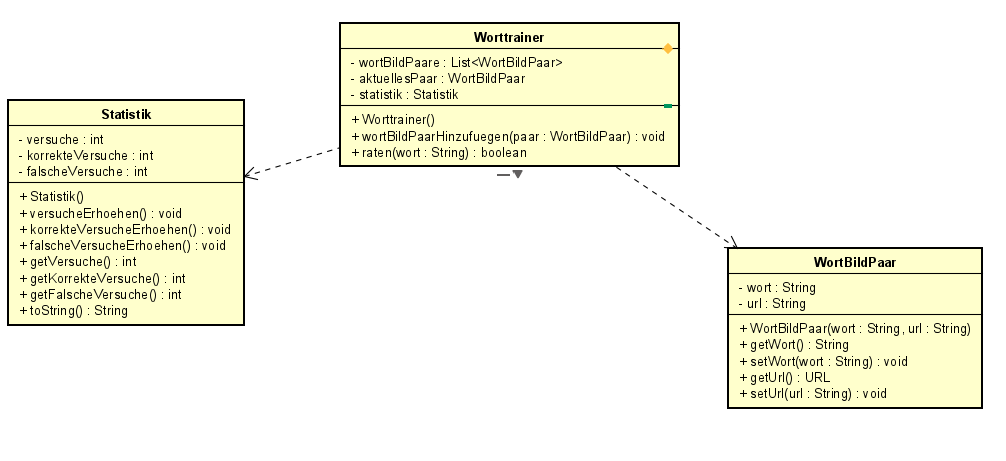 Worttrainer
- wortBildPaare : List<WortBildPaar>
- aktuellesPaar : WortBildPaar
- statistik : Statistik
+ Worttrainer()
+ wortBildPaarHinzufuegen(paar : WortBildPaar) : void
+ raten(wort : String) : boolean
Statistik
- versuche : int
- korrekteVersuche : int
- falscheVersuche : int
+ Statistik()
+ versucheErhoehen() : void
+ korrekteVersucheErhoehen() : void
+ falscheVersucheErhoehen() : void
+ getVersuche() : int
+ getKorrekteVersuche() : int
+ getFalscheVersuche() : int
+ toString() : String
WortBildPaar
- wort : String
- url : String
+ WortBildPaar(wort : String, url : String)
+ getWort() : String
+ setWort(wort : String) : void
+ getUrl() : URL
+ setUrl(url : String) : void